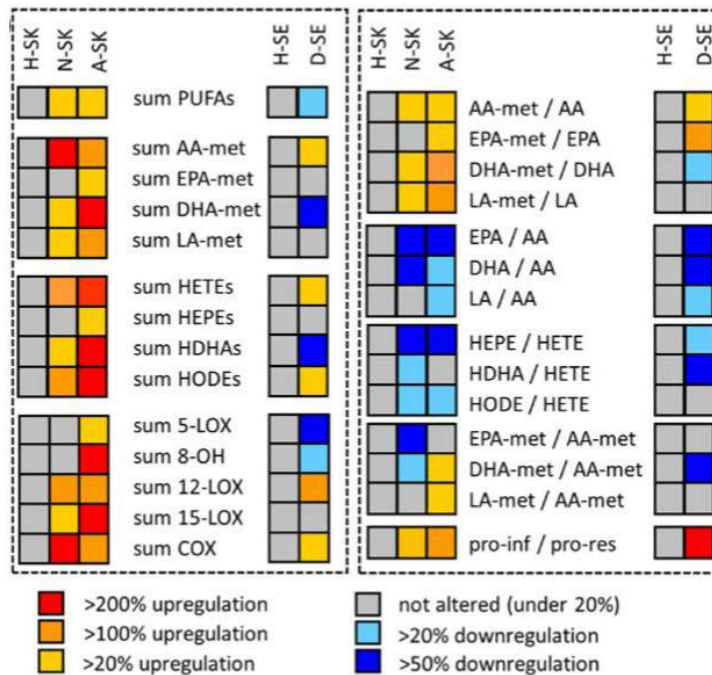 H-SK N-SK A-SK H-SE D-SE
sum PUFAs
sum AA-met
sum EPA-met
sum DHA-met
sum LA-met
sum HETEs
sum HEPEs
sum HDHAs
sum HODEs
sum 5-LOX
sum 8-OH
sum 12-LOX
sum 15-LOX
sum COX
H-SK N-SK A-SK H-SE D-SE
AA-met / AA
EPA-met / EPA
DHA-met / DHA
LA-met / LA
EPA / AA
DHA / AA
LA / AA
HEPE / HETE
HDHA / HETE
HODE / HETE
EPA-met / AA-met
DHA-met / AA-met
LA-met / AA-met
pro-inf / pro-res
>200% upregulation
>100% upregulation
>20% upregulation
not altered (under 20%)
>20% downregulation
>50% downregulation